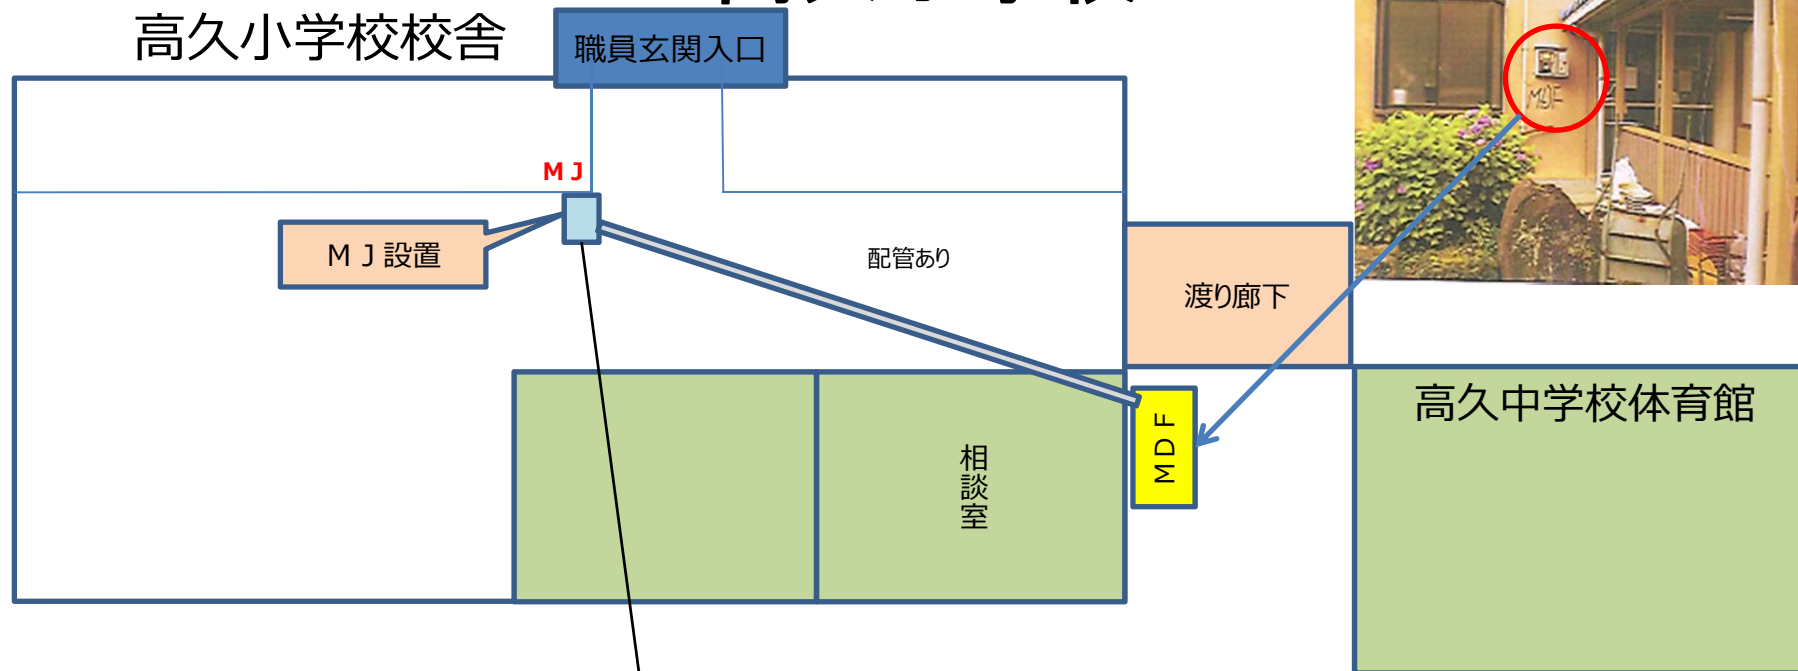 高久小学校校舎
職員玄関入口
MDF
ＭＪ
ＭＪ設置
配管あり
渡り廊下
高久中学校体育館
ＭＤＦ
相談室